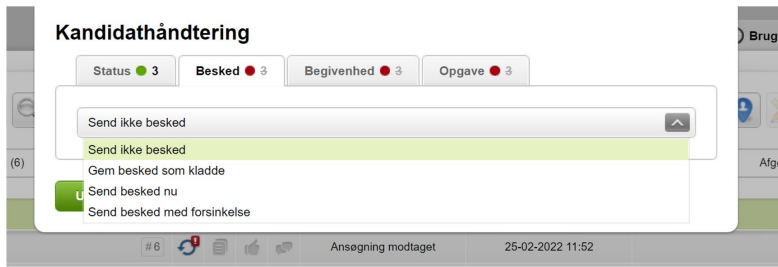 Kandidathåndtering
Brug
Status 3
Besked 3
Begivenhed 3
Opgave 3
Send ikke besked
Send ikke besked
(6)
Afg
Gem besked som kladde
U
Send besked nu
Send besked med forsinkelse
#6
Ansøgning modtaget
25-02-2022 11:52